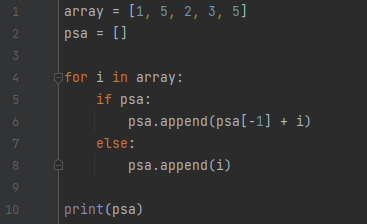 1 array = [1, 5, 2, 3, 5]
2 psa = []
3
4 for i in array:
5     if psa:
6         psa.append(psa[-1] + i)
7     else:
8         psa.append(i)
9
10 print(psa)